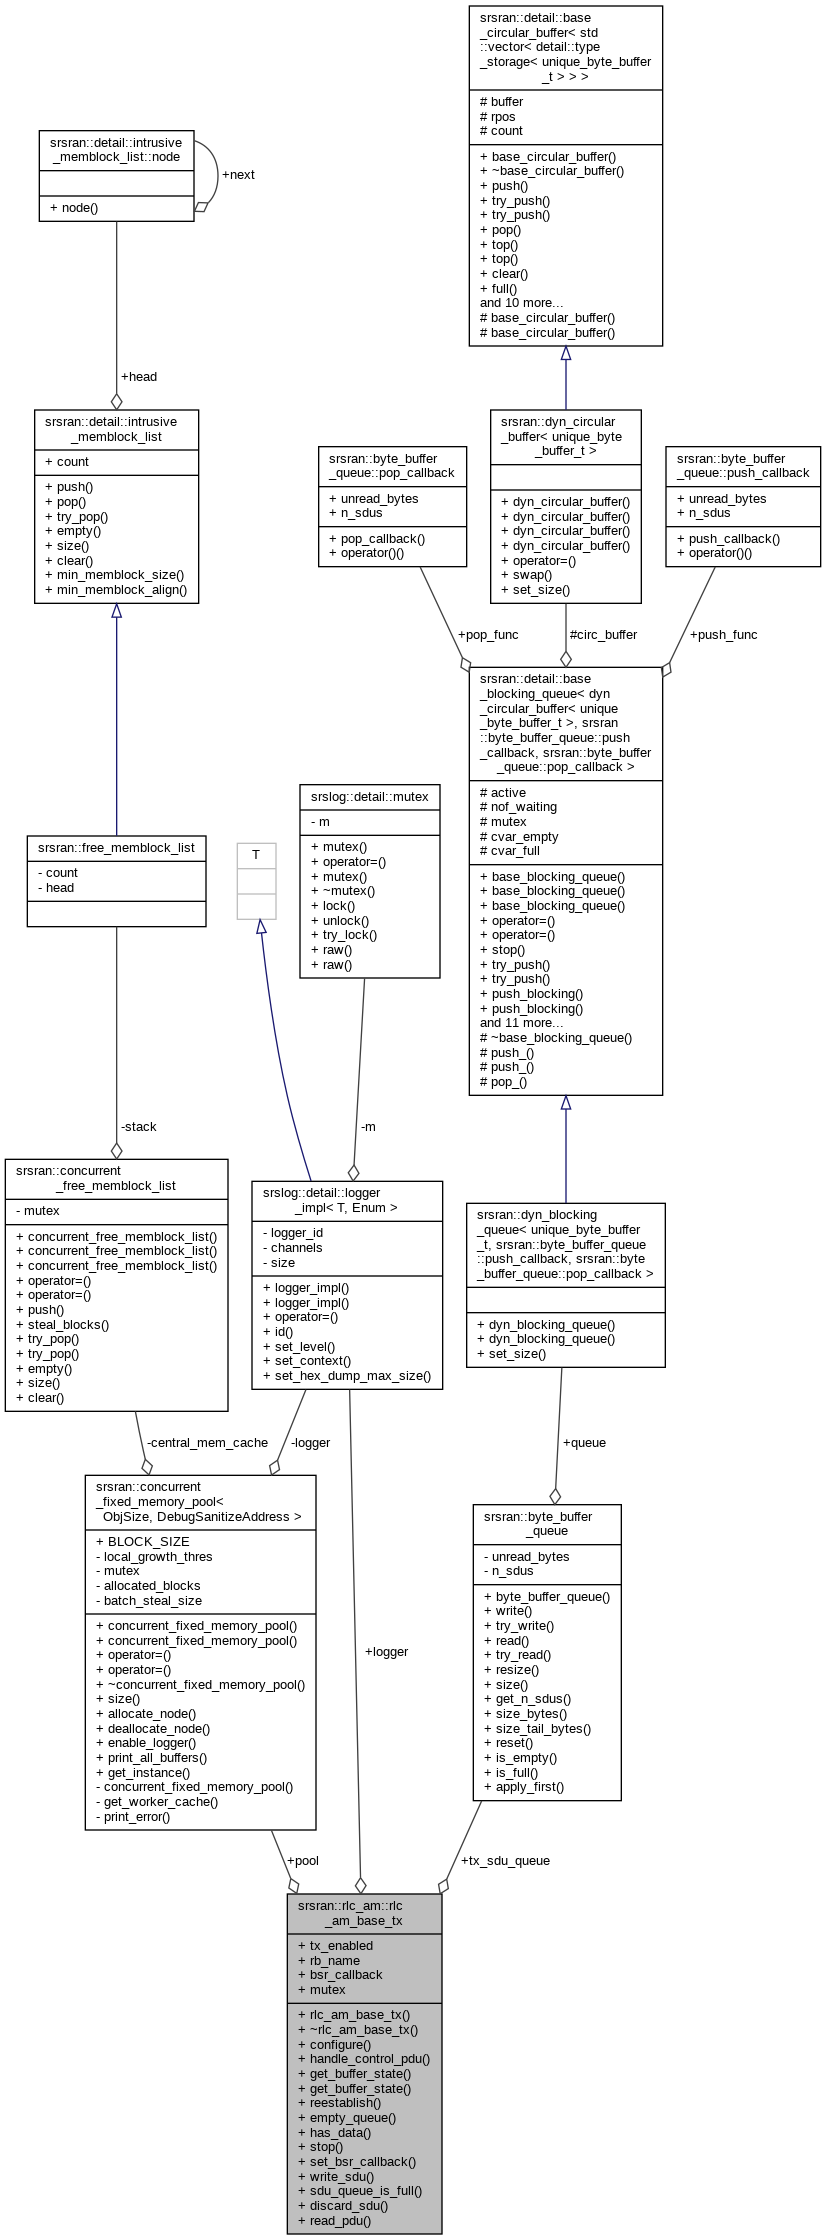 srsran::detail::base
_circular_buffer< std
::vector< detail::type
_storage< unique_byte_buffer
_t > > >
# buffer
# rpos
# count
+ base_circular_buffer()
+ ~base_circular_buffer()
+ push()
+ try_push()
+ try_push()
+ pop()
+ top()
+ top()
+ clear()
+ full()
and 10 more...
# base_circular_buffer()
# base_circular_buffer()
srsran::detail::intrusive
_memblock_list::node
+ node()
+next
+head
srsran::detail::intrusive
_memblock_list
+ count
+ push()
+ pop()
+ try_pop()
+ empty()
+ size()
+ clear()
+ min_memblock_size()
+ min_memblock_align()
srsran::byte_buffer
_queue::pop_callback
+ unread_bytes
+ n_sdus
+ pop_callback()
+ operator()()
srsran::dyn_circular
_buffer< unique_byte
_buffer_t >
+ dyn_circular_buffer()
+ dyn_circular_buffer()
+ dyn_circular_buffer()
+ dyn_circular_buffer()
+ operator=()
+ swap()
+ set_size()
srsran::byte_buffer
_queue::push_callback
+ unread_bytes
+ n_sdus
+ push_callback()
+ operator()()
+pop_func
#circ_buffer
+push_func
srsran::detail::base
_blocking_queue< dyn
_circular_buffer< unique
_byte_buffer_t >, srsran
::byte_buffer_queue::push
_callback, srsran::byte_buffer
_queue::pop_callback >
# active
# nof_waiting
# mutex
# cvar_empty
# cvar_full
+ base_blocking_queue()
+ base_blocking_queue()
+ base_blocking_queue()
+ operator=()
+ operator=()
+ stop()
+ try_push()
+ try_push()
+ push_blocking()
+ push_blocking()
and 11 more...
# ~base_blocking_queue()
# push_()
# push_()
# pop_()
srslog::detail::mutex
- m
+ mutex()
+ operator=()
+ mutex()
+ ~mutex()
+ lock()
+ unlock()
+ try_lock()
+ raw()
+ raw()
T
srsran::free_memblock_list
- count
- head
-stack
-m
srsran::concurrent
_free_memblock_list
- mutex
+ concurrent_free_memblock_list()
+ concurrent_free_memblock_list()
+ concurrent_free_memblock_list()
+ operator=()
+ operator=()
+ push()
+ steal_blocks()
+ try_pop()
+ try_pop()
+ empty()
+ size()
+ clear()
srslog::detail::logger
_impl< T, Enum >
- logger_id
- channels
- size
+ logger_impl()
+ logger_impl()
+ operator=()
+ id()
+ set_level()
+ set_context()
+ set_hex_dump_max_size()
srsran::dyn_blocking
_queue< unique_byte_buffer
_t, srsran::byte_buffer_queue
::push_callback, srsran::byte
_buffer_queue::pop_callback >
+ dyn_blocking_queue()
+ dyn_blocking_queue()
+ set_size()
-central_mem_cache
-logger
+queue
srsran::concurrent
_fixed_memory_pool<
ObjSize, DebugSanitizeAddress >
+ BLOCK_SIZE
- local_growth_thres
- mutex
- allocated_blocks
- batch_steal_size
+ concurrent_fixed_memory_pool()
+ concurrent_fixed_memory_pool()
+ operator=()
+ operator=()
+ ~concurrent_fixed_memory_pool()
+ size()
+ allocate_node()
+ deallocate_node()
+ enable_logger()
+ print_all_buffers()
+ get_instance()
- concurrent_fixed_memory_pool()
- get_worker_cache()
- print_error()
+logger
srsran::byte_buffer
_queue
- unread_bytes
- n_sdus
+ byte_buffer_queue()
+ write()
+ try_write()
+ read()
+ try_read()
+ resize()
+ size()
+ get_n_sdus()
+ size_bytes()
+ size_tail_bytes()
+ reset()
+ is_empty()
+ is_full()
+ apply_first()
+pool
+tx_sdu_queue
srsran::rlc_am::rlc
_am_base_tx
+ tx_enabled
+ rb_name
+ bsr_callback
+ mutex
+ rlc_am_base_tx()
+ ~rlc_am_base_tx()
+ configure()
+ handle_control_pdu()
+ get_buffer_state()
+ get_buffer_state()
+ reestablish()
+ empty_queue()
+ has_data()
+ stop()
+ set_bsr_callback()
+ write_sdu()
+ sdu_queue_is_full()
+ discard_sdu()
+ read_pdu()